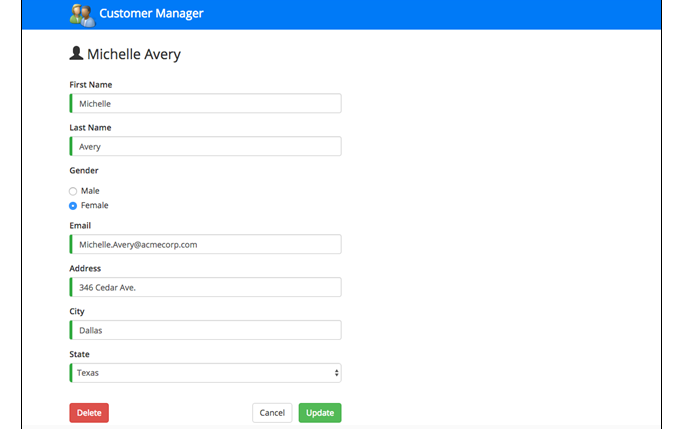 Customer Manager
Michelle Avery
First Name
Michelle
Last Name
Avery
Gender
Male
Female
Email
Michelle.Avery@acmecorp.com
Address
346 Cedar Ave.
City
Dallas
State
Texas
Delete Cancel Update